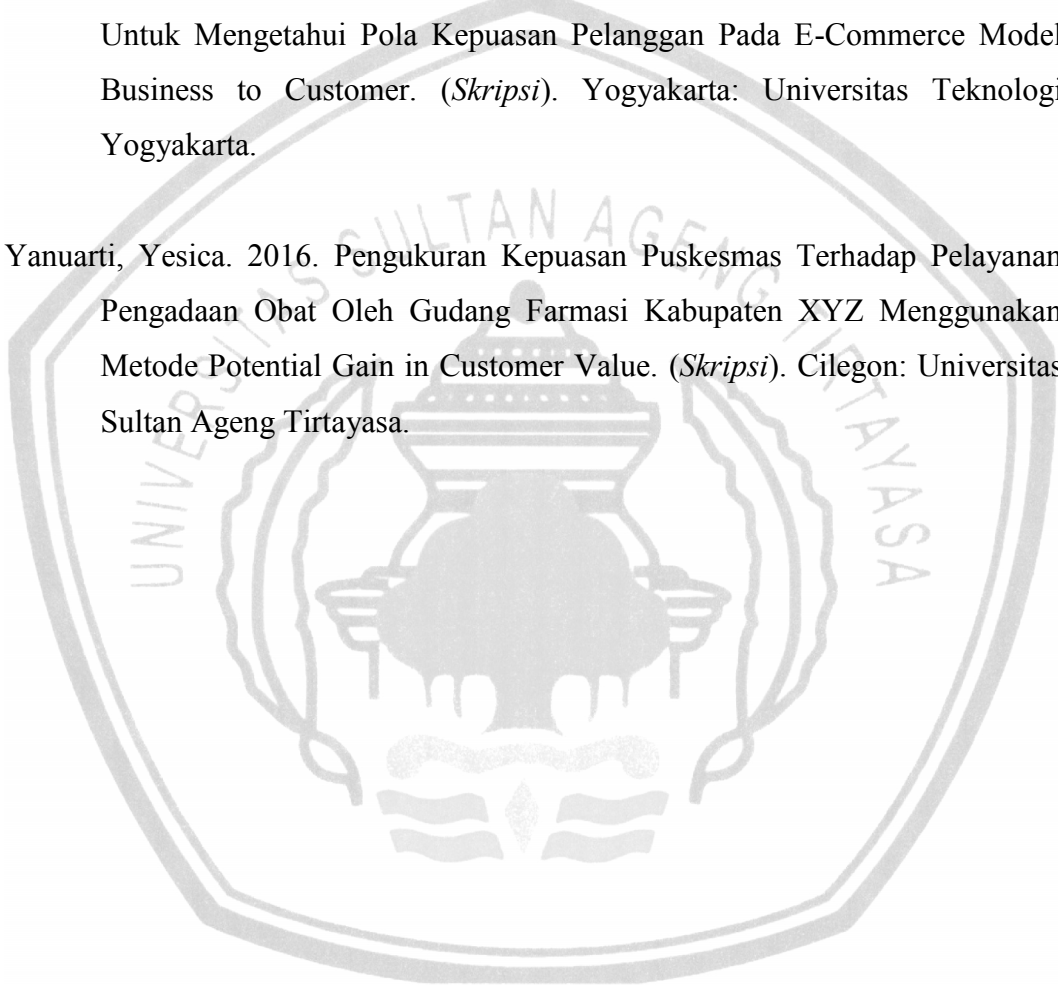 Untuk Mengetahui Pola Kepuasan Pelanggan Pada E-Commerce Model
Business to Customer. (Skripsi). Yogyakarta: Universitas Teknologi
Yogyakarta.
Yanuarti, Yesica. 2016. Pengukuran Kepuasan Puskesmas Terhadap Pelayanan
Pengadaan Obat Oleh Gudang Farmasi Kabupaten XYZ Menggunakan
Metode Potential Gain in Customer Value. (Skripsi). Cilegon: Universitas
Sultan Ageng Tirtayasa.
UNIVERSITAS SULTAN AGENG TIRTAYASA